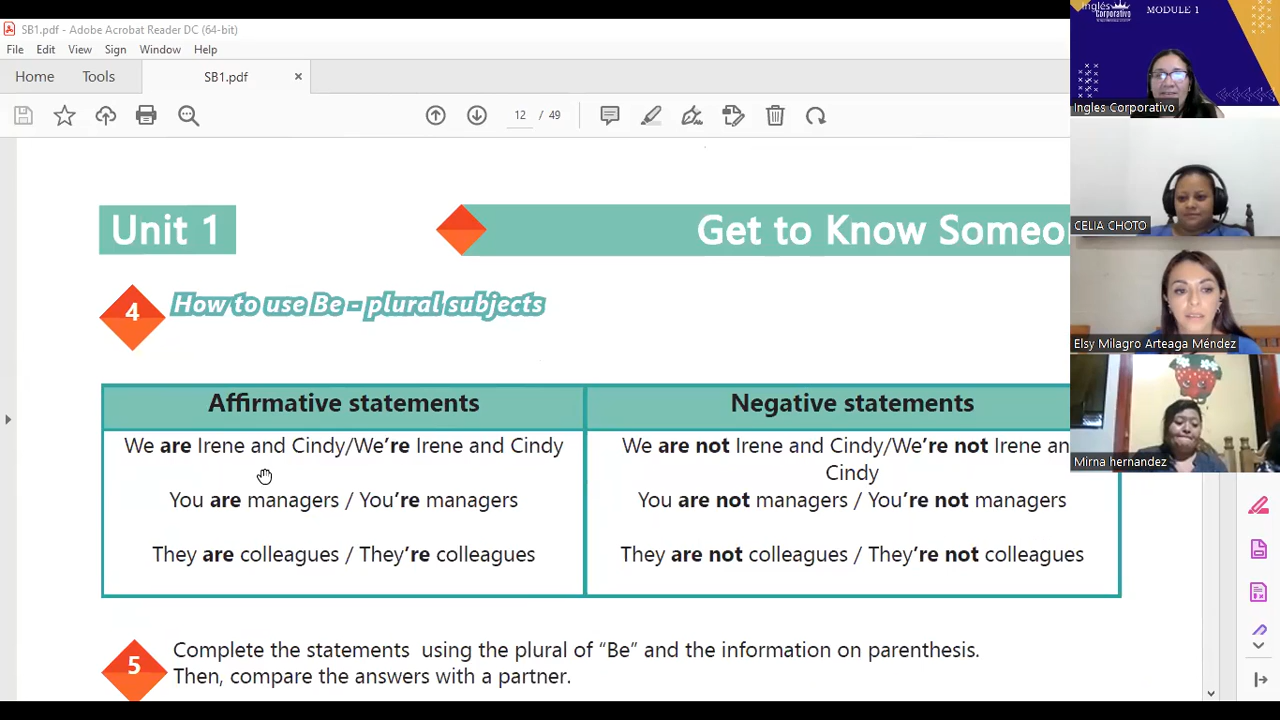 SB1.pdf - Adobe Acrobat Reader DC (64-bit)
File Edit View Sign Window Help
Home Tools SB1.pdf ×
12 / 49
Unit 1
Get to Know Someo
4 How to use Be - plural subjects
Affirmative statements
Negative statements
We are Irene and Cindy/We're Irene and Cindy
We are not Irene and Cindy/We're not Irene an
Cindy
You are managers / You're managers
You are not managers / You're not managers
They are colleagues / They're colleagues
They are not colleagues / They're not colleagues
5 Complete the statements using the plural of “Be” and the information on parenthesis.
Then, compare the answers with a partner.
Inglés
Corporativo
MODULE 1
Ingles Corporativo
CELIA CHOTO
Elsy Milagro Arteaga Méndez
Mirna hernandez